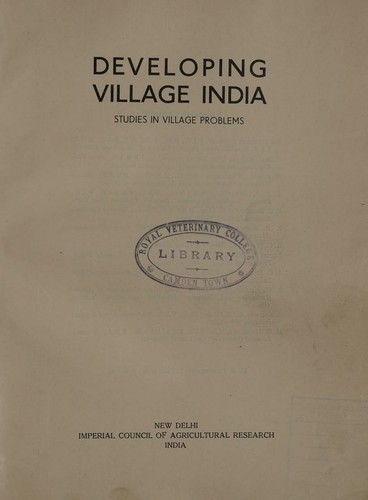 DEVELOPING
VILLAGE INDIA
STUDIES IN VILLAGE PROBLEMS
ROYAL VETERINARY COLLEGE
LIBRARY
CAMDEN TOWN
NEW DELHI
IMPERIAL COUNCIL OF AGRICULTURAL RESEARCH
INDIA